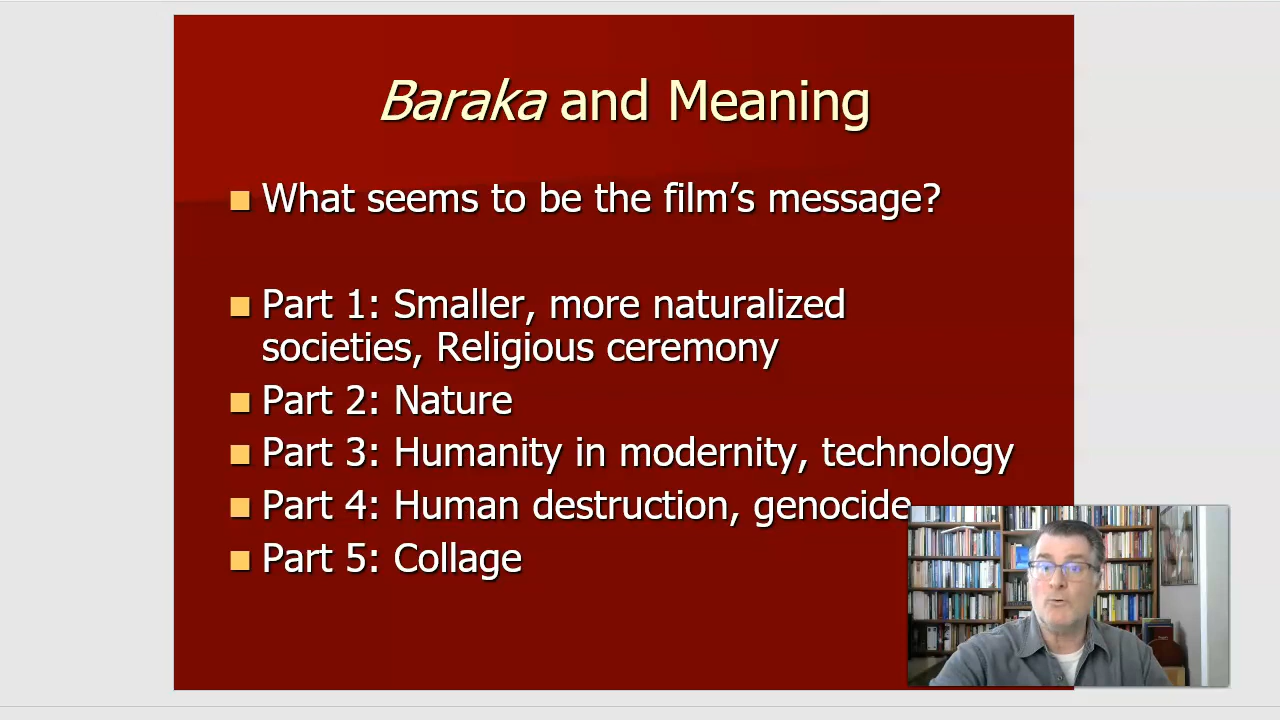 Baraka and Meaning
■ What seems to be the film’s message?
■ Part 1: Smaller, more naturalized
societies, Religious ceremony
■ Part 2: Nature
■ Part 3: Humanity in modernity, technology
■ Part 4: Human destruction, genocide
■ Part 5: Collage